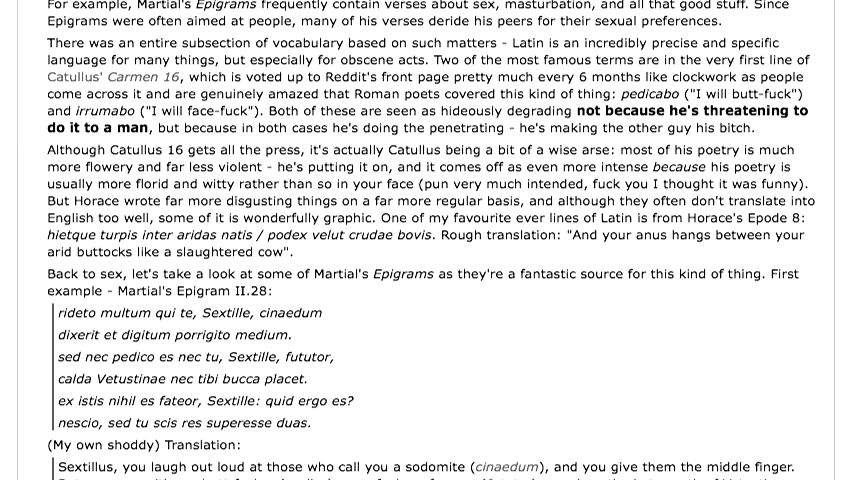 For example, Martial's Epigrams frequently contain verses about sex, masturbation, and all that good stuff. Since
Epigrams were often aimed at people, many of his verses deride his peers for their sexual preferences.
There was an entire subsection of vocabulary based on such matters - Latin is an incredibly precise and specific
language for many things, but especially for obscene acts. Two of the most famous terms are in the very first line of
Catullus' Carmen 16, which is voted up to Reddit's front page pretty much every 6 months like clockwork as people
come across it and are genuinely amazed that Roman poets covered this kind of thing: pedicabo ("I will butt-fuck")
and irrumabo ("I will face-fuck"). Both of these are seen as hideously degrading not because he's threatening to
do it to a man, but because in both cases he's doing the penetrating - he's making the other guy his bitch.
Although Catullus 16 gets all the press, it's actually Catullus being a bit of a wise arse: most of his poetry is much
more flowery and far less violent - he's putting it on, and it comes off as even more intense because his poetry is
usually more florid and witty rather than so in your face (pun very much intended, fuck you I thought it was funny).
But Horace wrote far more disgusting things on a far more regular basis, and although they often don't translate into
English too well, some of it is wonderfully graphic. One of my favourite ever lines of Latin is from Horace's Epode 8:
hietque turpis inter aridas natis / podex velut crudae bovis. Rough translation: "And your anus hangs between your
arid buttocks like a slaughtered cow".
Back to sex, let's take a look at some of Martial's Epigrams as they're a fantastic source for this kind of thing. First
example - Martial's Epigram II.28:
rideto multum qui te, Sextille, cinaedum
dixerit et digitum porrigito medium.
sed nec pedico es nec tu, Sextille, fututor,
calda Vetustinae nec tibi bucca placet.
ex istis nihil es fateor, Sextille: quid ergo es?
nescio, sed tu scis res superesse duas.
(My own shoddy) Translation:
Sextillus, you laugh out loud at those who call you a sodomite (cinaedum), and you give them the middle finger.